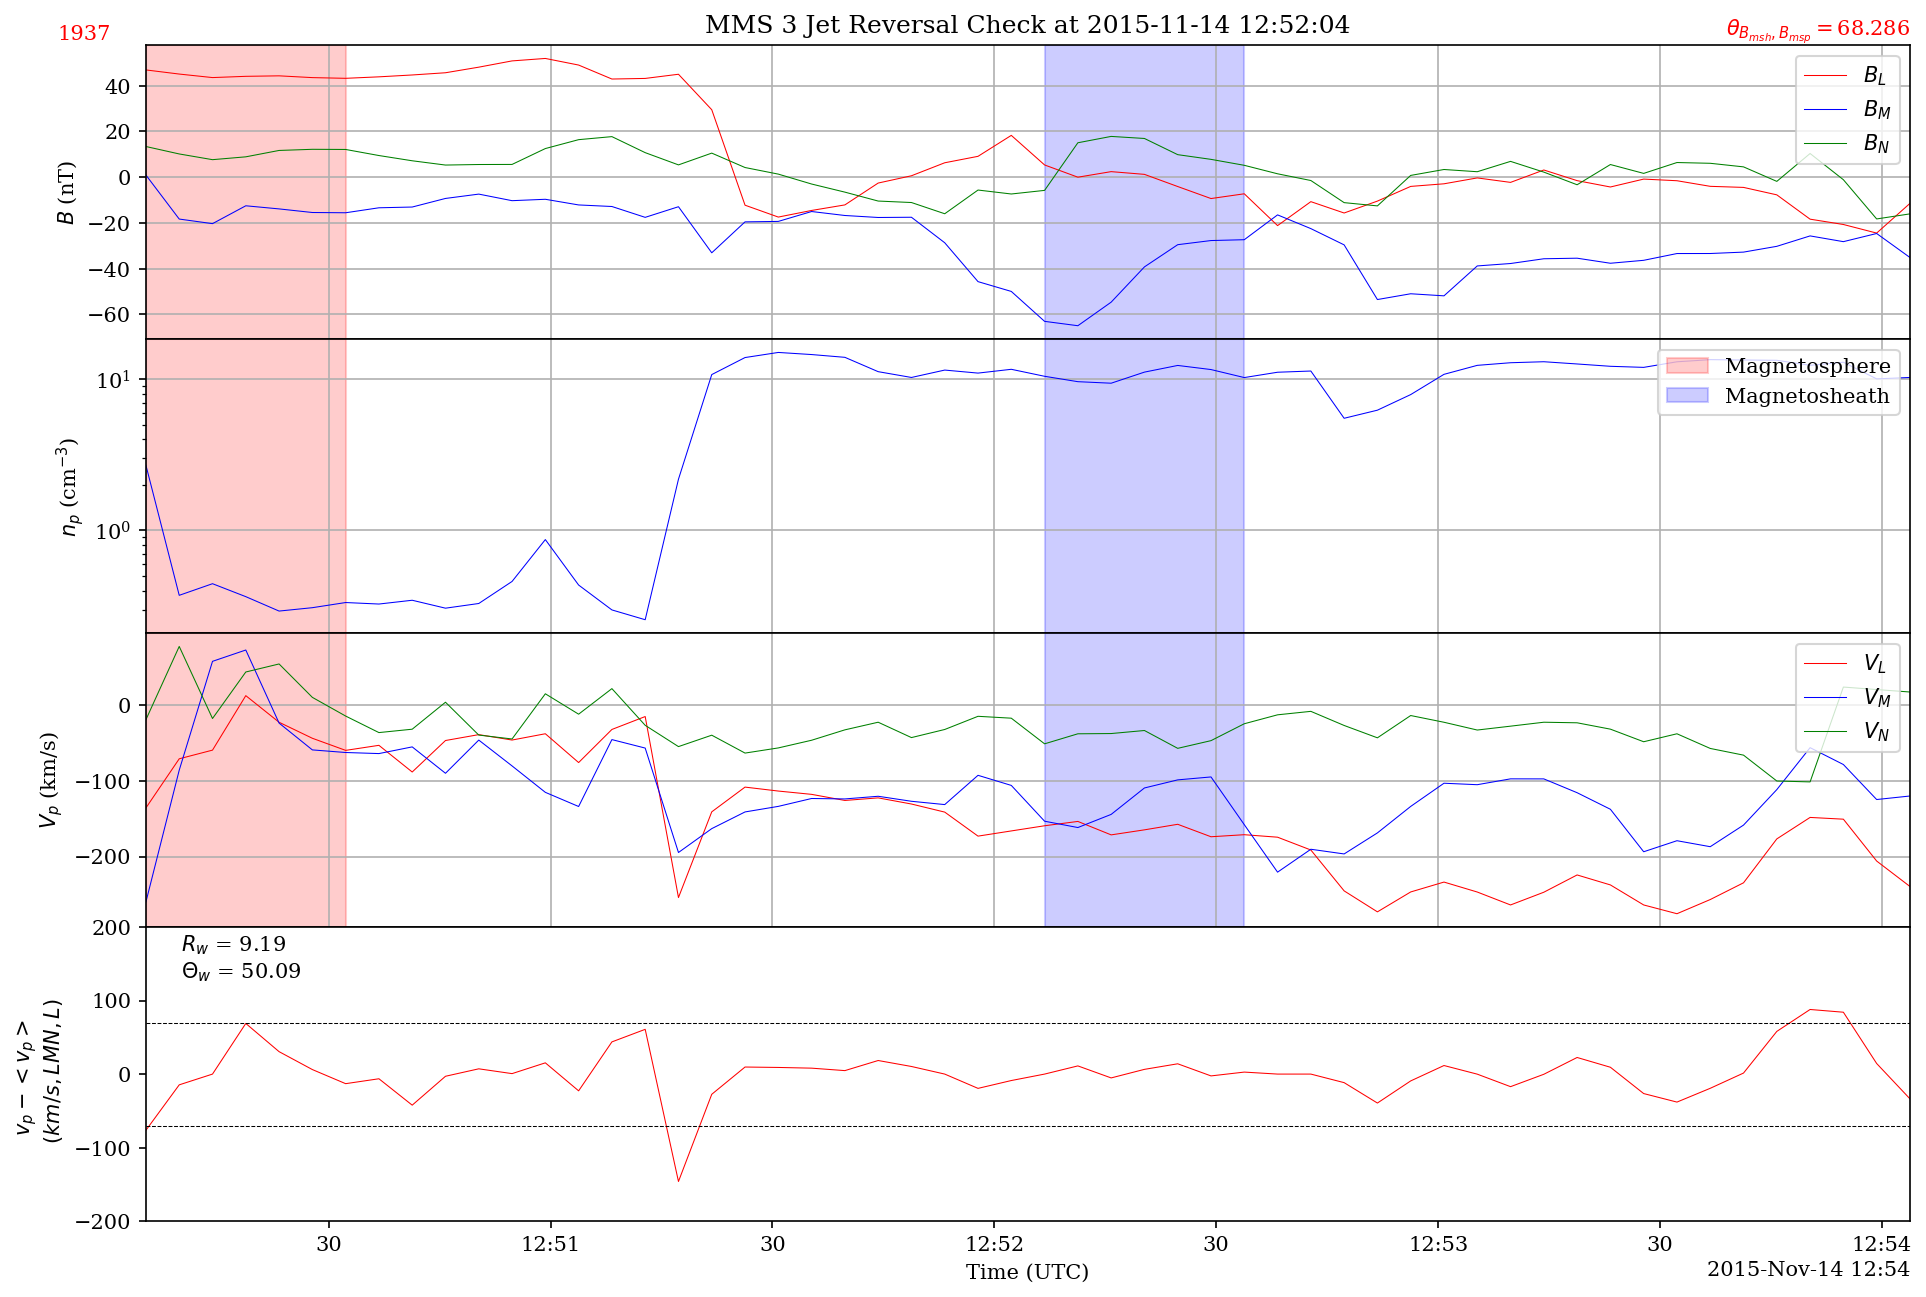 1937
MMS 3 Jet Reversal Check at 2015-11-14 12:52:04
θ_{B_{msh}, B_{msp}} = 68.286
B (nT)
40
20
0
−20
−40
−60
B_L
B_M
B_N
n_p (cm^{−3})
10^1
10^0
Magnetosphere
Magnetosheath
V_p (km/s)
0
−100
−200
V_L
V_M
V_N
v_p − < v_p >
(km/s, LMN, L)
200
100
0
−100
−200
R_w = 9.19
Θ_w = 50.09
30
12:51
30
12:52
30
12:53
30
12:54
Time (UTC)
2015-Nov-14 12:54